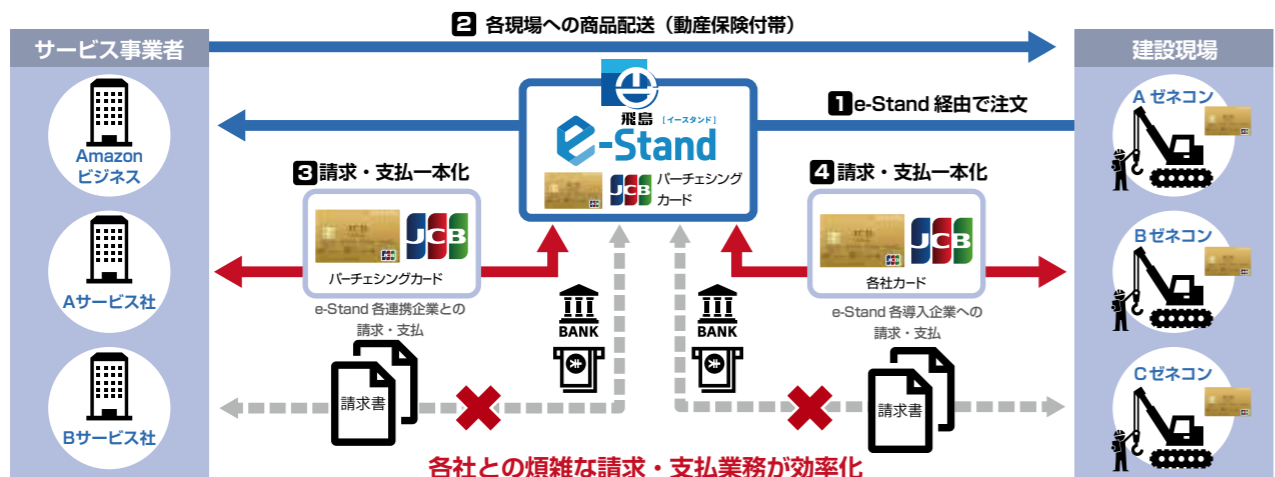 2 各現場への商品配送（動産保険付帯）
サービス事業者
建設現場
Amazon
ビジネス
Aサービス社
Bサービス社
飛島 [イースタンド]
e-Stand
JCB
パーチェシング
カード
1 e-Stand 経由で注文
3 請求・支払一本化
JCB
パーチェシングカード
e-Stand 各連携企業との
請求・支払
4 請求・支払一本化
JCB
各社カード
e-Stand 各導入企業への
請求・支払
BANK
BANK
請求書
請求書
A ゼネコン
B ゼネコン
C ゼネコン
各社との煩雑な請求・支払業務が効率化